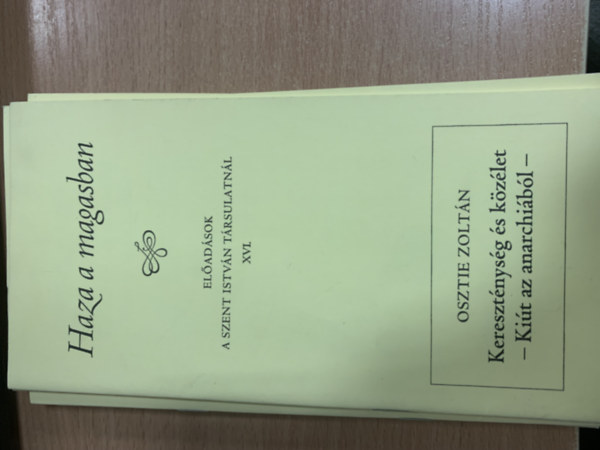 Haza a magasban
ELŐADÁSOK
A SZENT ISTVÁN TÁRSULATNÁL
XVI.
OSZTIE ZOLTÁN
Kereszténység és közélet
– Kiút az anarchiából –